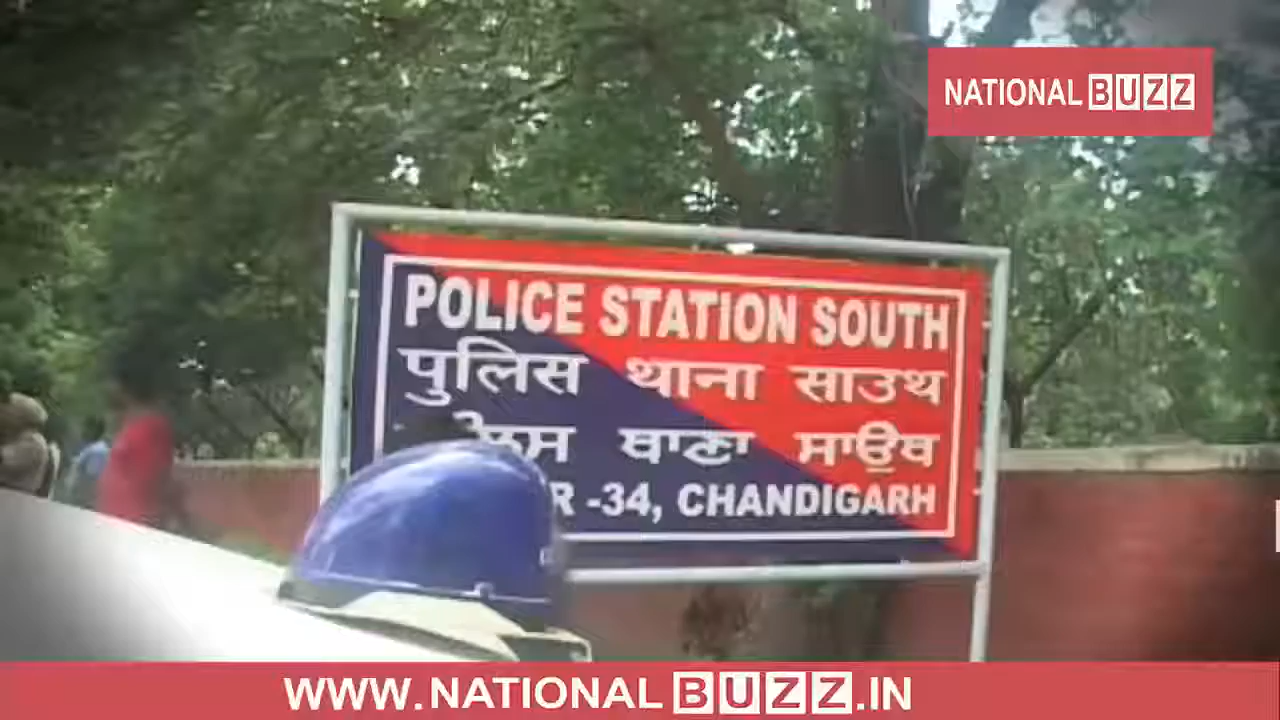 NATIONAL BUZZ
POLICE STATION SOUTH
पुलिस थाना साउथ
ਥਾਣਾ ਸਾਊਥ
-34, CHANDIGARH
WWW.NATIONALBUZZ.IN